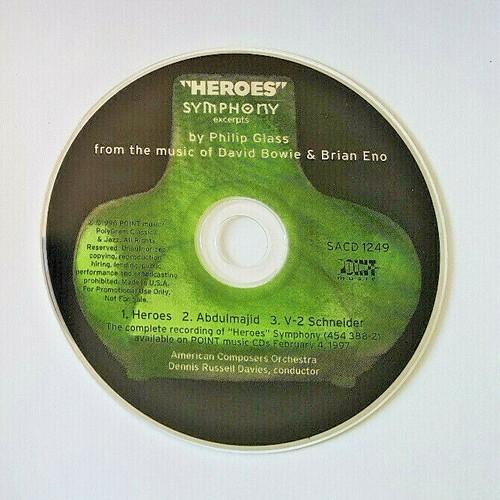 "HEROES"
SYMPHONY
excerpts
by Philip Glass
from the music of David Bowie & Brian Eno
℗ © 1996 POINT music/
PolyGram Classics
& Jazz. All Rights
Reserved. Unauthorized
copying, reproduction,
hiring, lending, public
performance and broadcasting
prohibited. Made in U.S.A.
For Promotional Use Only,
Not For Sale.
SACD 1249
POINT
music
1. Heroes 2. Abdulmajid 3. V-2 Schneider
The complete recording of "Heroes" Symphony (454 388-2)
available on POINT music CDs February 4, 1997.
American Composers Orchestra
Dennis Russell Davies, conductor